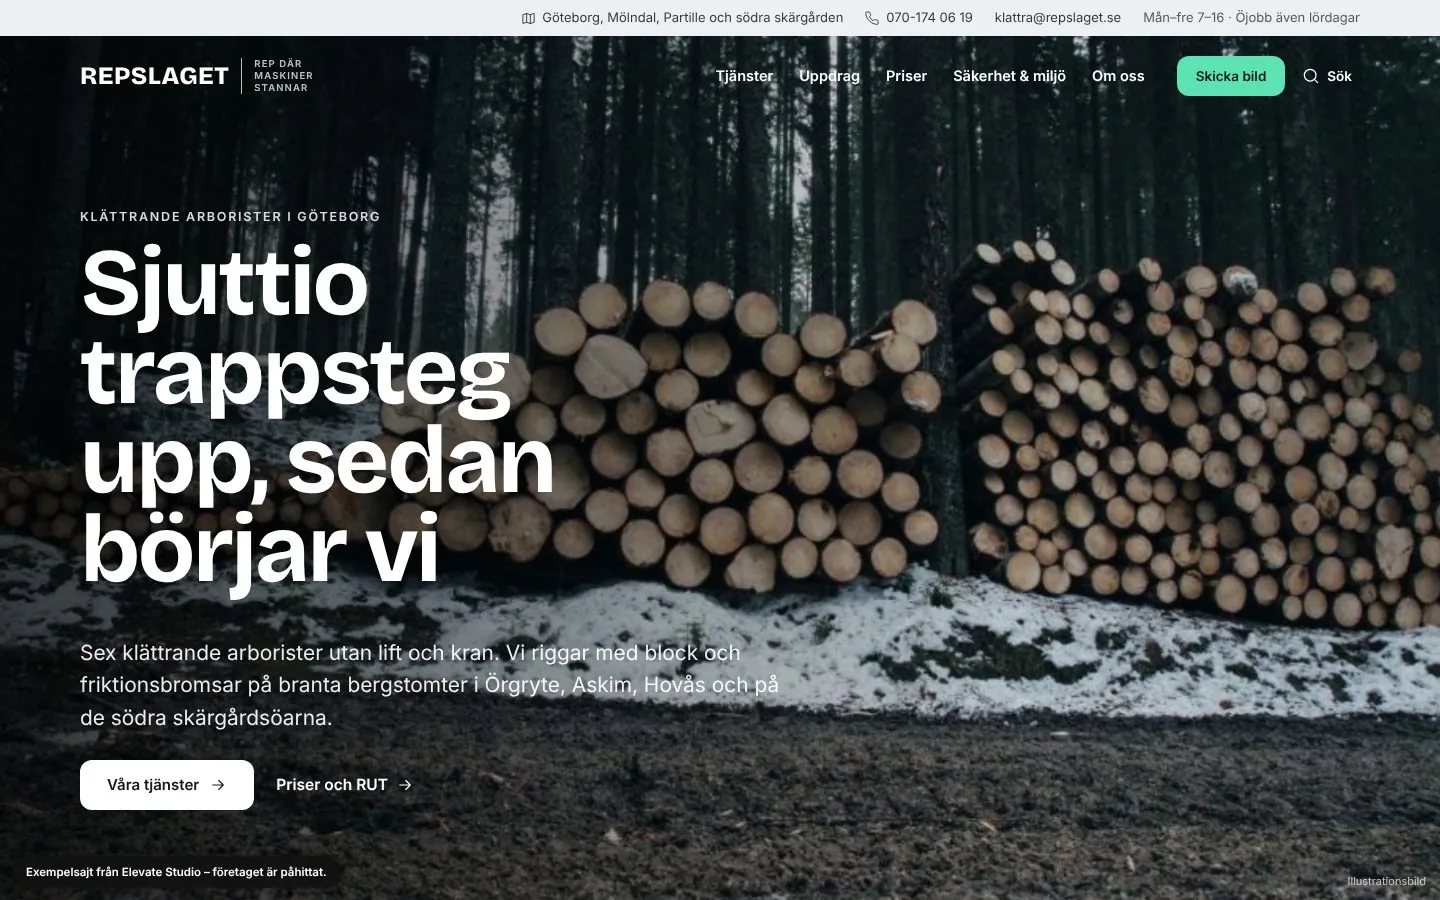 Göteborg, Mölndal, Partille och södra skärgården 070-174 06 19 klattra@repslaget.se Mån–fre 7–16 · Öjobb även lördagar
REPSLAGET
REP DÄR
MASKINER
STANNAR
Tjänster Uppdrag Priser Säkerhet & miljö Om oss Skicka bild Sök
KLÄTTRANDE ARBORISTER I GÖTEBORG
Sjuttio
trappsteg
upp, sedan
börjar vi
Sex klättrande arborister utan lift och kran. Vi riggar med block och
friktionsbromsar på branta bergstomter i Örgryte, Askim, Hovås och på
de södra skärgårdsöarna.
Våra tjänster → Priser och RUT →
Exempelsajt från Elevate Studio – företaget är påhittat.
Illustrationsbild